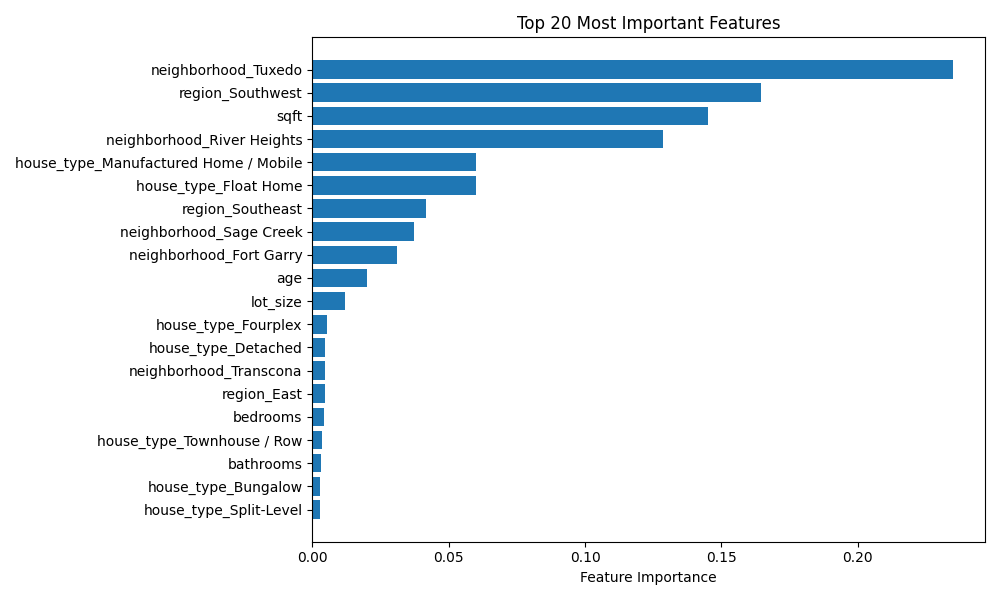 Top 20 Most Important Features
neighborhood_Tuxedo
region_Southwest
sqft
neighborhood_River Heights
house_type_Manufactured Home / Mobile
house_type_Float Home
region_Southeast
neighborhood_Sage Creek
neighborhood_Fort Garry
age
lot_size
house_type_Fourplex
house_type_Detached
neighborhood_Transcona
region_East
bedrooms
house_type_Townhouse / Row
bathrooms
house_type_Bungalow
house_type_Split-Level
0.00 0.05 0.10 0.15 0.20
Feature Importance